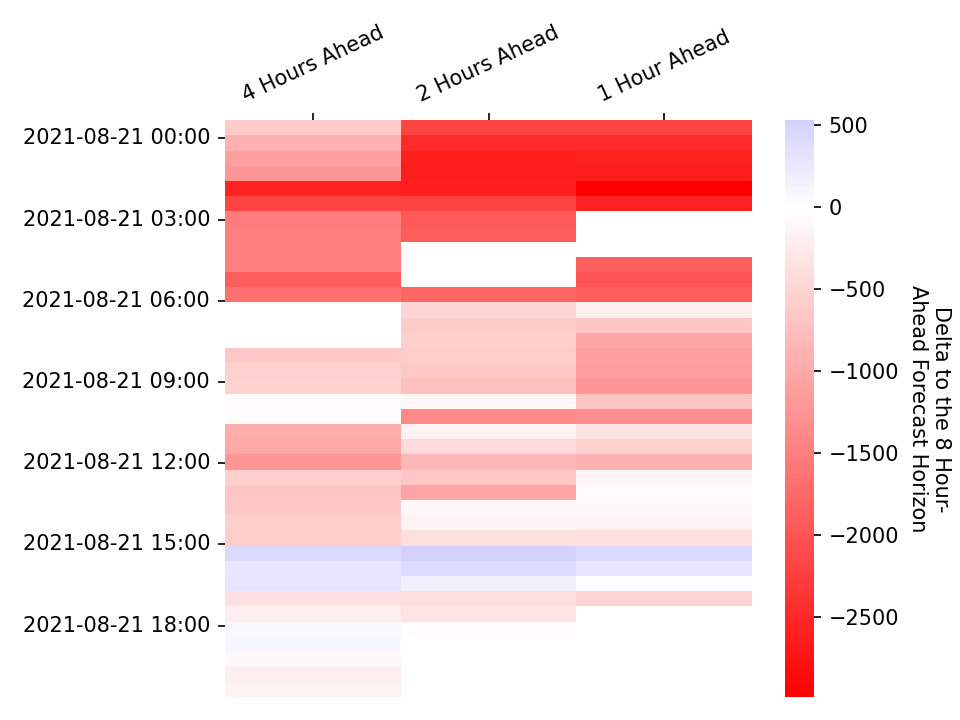 4 Hours Ahead
2 Hours Ahead
1 Hour Ahead
2021-08-21 00:00
2021-08-21 03:00
2021-08-21 06:00
2021-08-21 09:00
2021-08-21 12:00
2021-08-21 15:00
2021-08-21 18:00
500
0
−500
−1000
−1500
−2000
−2500
Delta to the 8 Hour-
Ahead Forecast Horizon